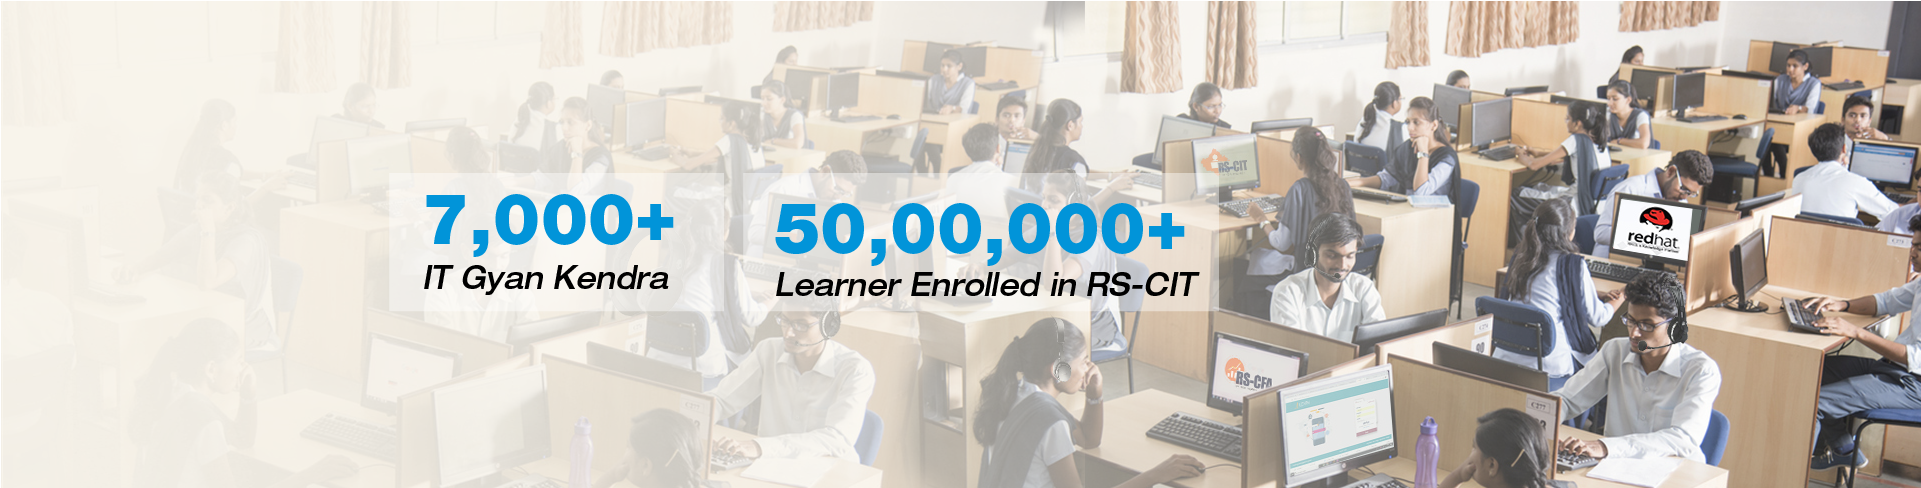 7,000+
IT Gyan Kendra
50,00,000+
Learner Enrolled in RS-CIT
RS-CIT
redhat.
RS-CFA